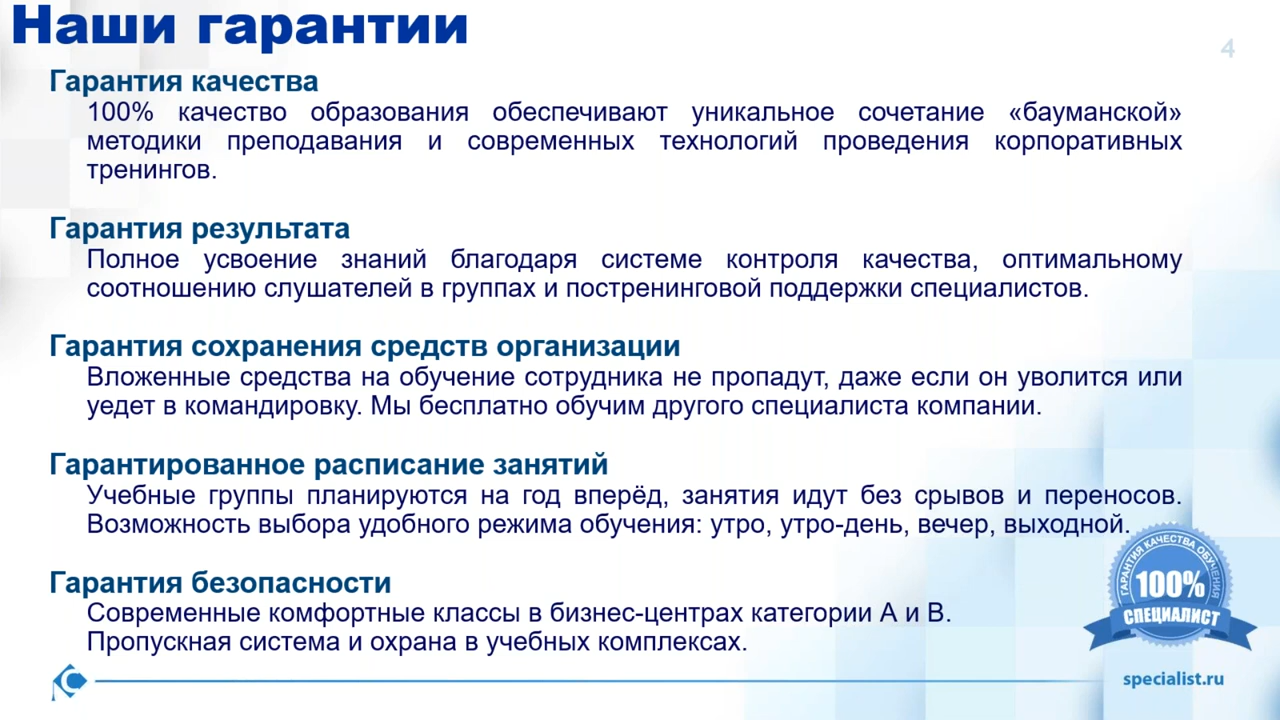 Наши гарантии
4
Гарантия качества
100% качество образования обеспечивают уникальное сочетание «бауманской»
методики преподавания и современных технологий проведения корпоративных
тренингов.
Гарантия результата
Полное усвоение знаний благодаря системе контроля качества, оптимальному
соотношению слушателей в группах и постренинговой поддержки специалистов.
Гарантия сохранения средств организации
Вложенные средства на обучение сотрудника не пропадут, даже если он уволится или
уедет в командировку. Мы бесплатно обучим другого специалиста компании.
Гарантированное расписание занятий
Учебные группы планируются на год вперёд, занятия идут без срывов и переносов.
Возможность выбора удобного режима обучения: утро, утро-день, вечер, выходной.
Гарантия безопасности
Современные комфортные классы в бизнес-центрах категории А и В.
Пропускная система и охрана в учебных комплексах.
ГАРАНТИЯ КАЧЕСТВА ОБУЧЕНИЯ
100%
СПЕЦИАЛИСТ
specialist.ru